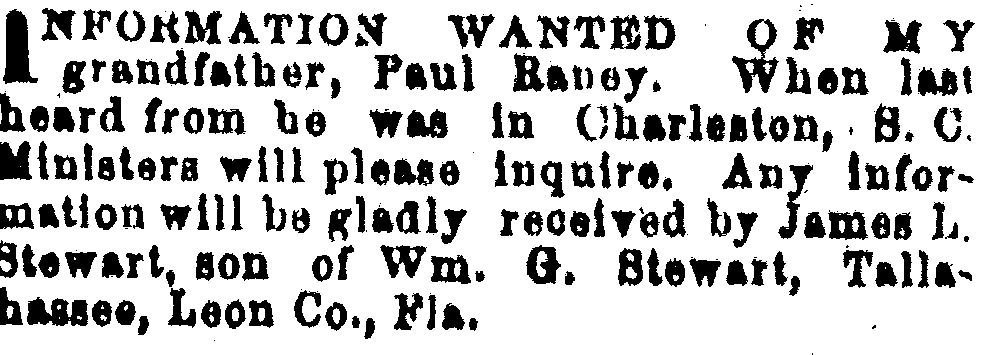 INFORMATION WANTED OF MY
grandfather, Paul Raney. When last
heard from he was in Charleston, S. C.
Ministers will please inquire. Any infor-
mation will be gladly received by James L.
Stewart, son of Wm. G. Stewart, Talla-
hassee, Leon Co., Fla.